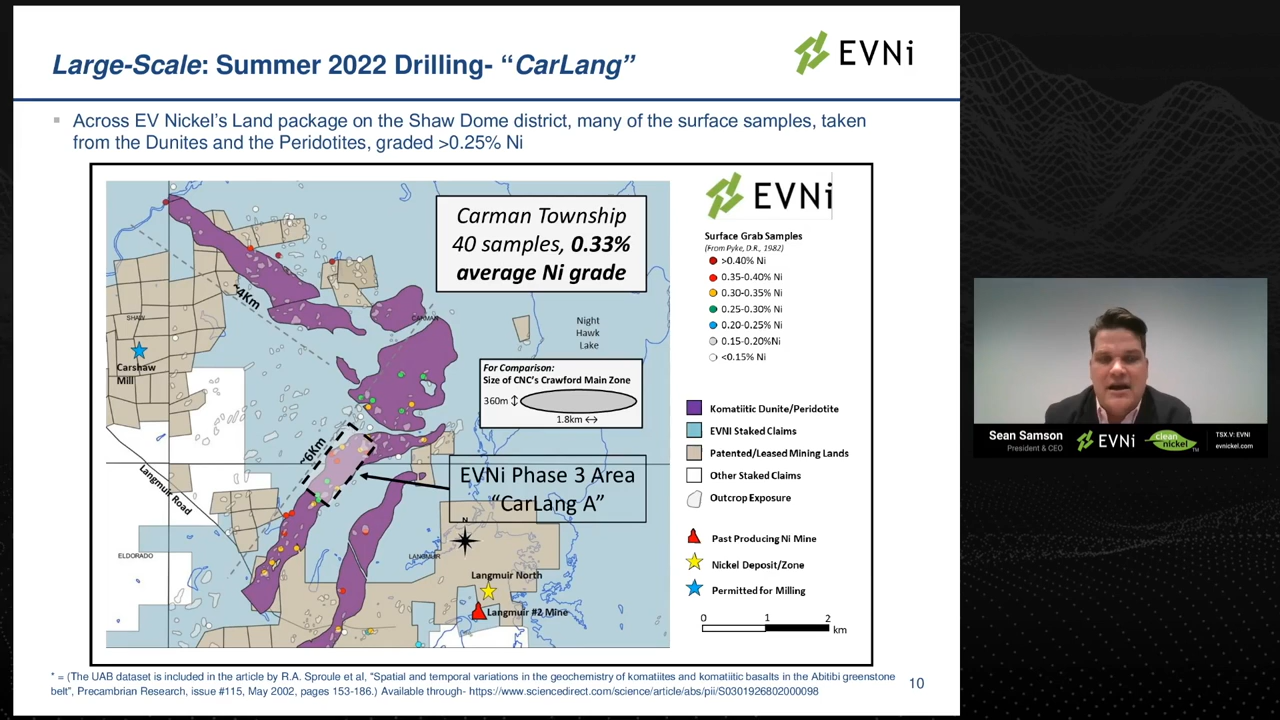 Large-Scale: Summer 2022 Drilling- “CarLang”
EVNi
▪ Across EV Nickel’s Land package on the Shaw Dome district, many of the surface samples, taken
from the Dunites and the Peridotites, graded >0.25% Ni
Carman Township
40 samples, 0.33%
average Ni grade
~4Km
SHAW
CARMAN
Night
Hawk
Lake
Carshaw
Mill
For Comparison:
Size of CNC’s Crawford Main Zone
360m
1.8km
~6Km
EVNi Phase 3 Area
“CarLang A”
Langmuir Road
N
ELDORADO
LANGMUIR
Langmuir North
Langmuir #2 Mine
EVNi
Surface Grab Samples
(From Pyke, D.R., 1982)
>0.40% Ni
0.35-0.40% Ni
0.30-0.35% Ni
0.25-0.30% Ni
0.20-0.25% Ni
0.15-0.20%Ni
<0.15% Ni
Komatiitic Dunite/Peridotite
EVNI Staked Claims
Patented/Leased Mining Lands
Other Staked Claims
Outcrop Exposure
Past Producing Ni Mine
Nickel Deposit/Zone
Permitted for Milling
0 1 2
km
* = (The UAB dataset is included in the article by R.A. Sproule et al, "Spatial and temporal variations in the geochemistry of komatiites and komatiitic basalts in the Abitibi greenstone
belt", Precambrian Research, issue #115, May 2002, pages 153-186.) Available through- https://www.sciencedirect.com/science/article/abs/pii/S0301926802000098
10
Sean Samson
President & CEO
EVNi
clean
nickel™
TSX.V: EVNI
evnickel.com